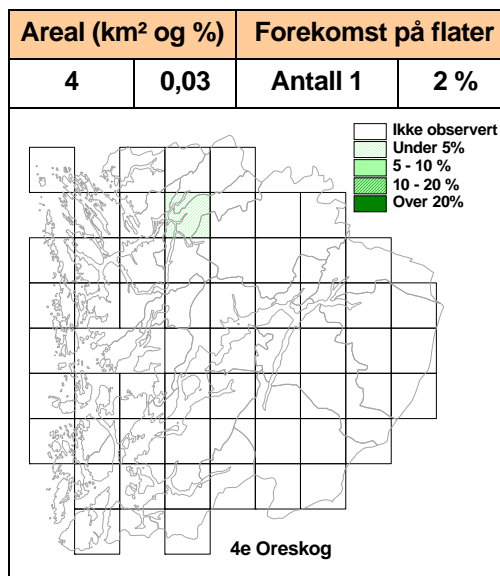 Areal (km² og %) Forekomst på flater
4 0,03 Antall 1 2 %
Ikke observert
Under 5%
5 - 10 %
10 - 20 %
Over 20%
4e Oreskog